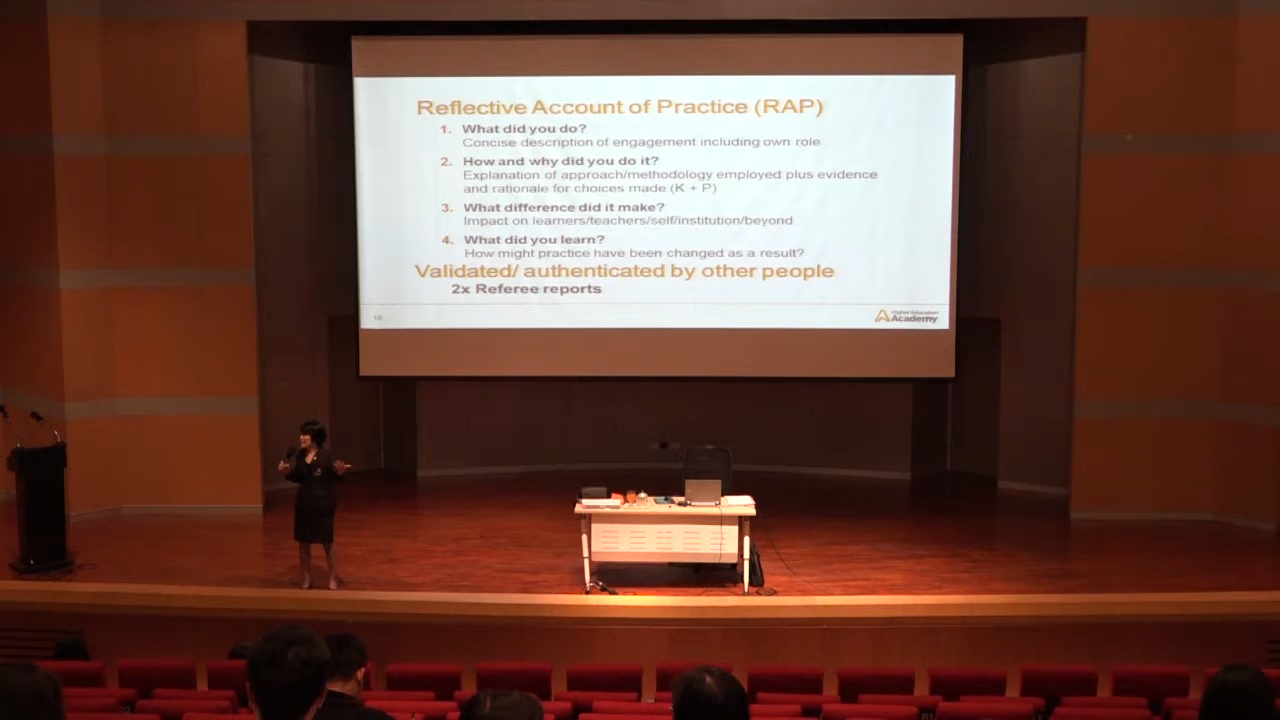 Reflective Account of Practice (RAP)
1. What did you do?
Concise description of engagement including own role
2. How and why did you do it?
Explanation of approach/methodology employed plus evidence
and rationale for choices made (K + P)
3. What difference did it make?
Impact on learners/teachers/self/institution/beyond
4. What did you learn?
How might practice have been changed as a result?
Validated/ authenticated by other people
2x Referee reports
Higher Education
Academy